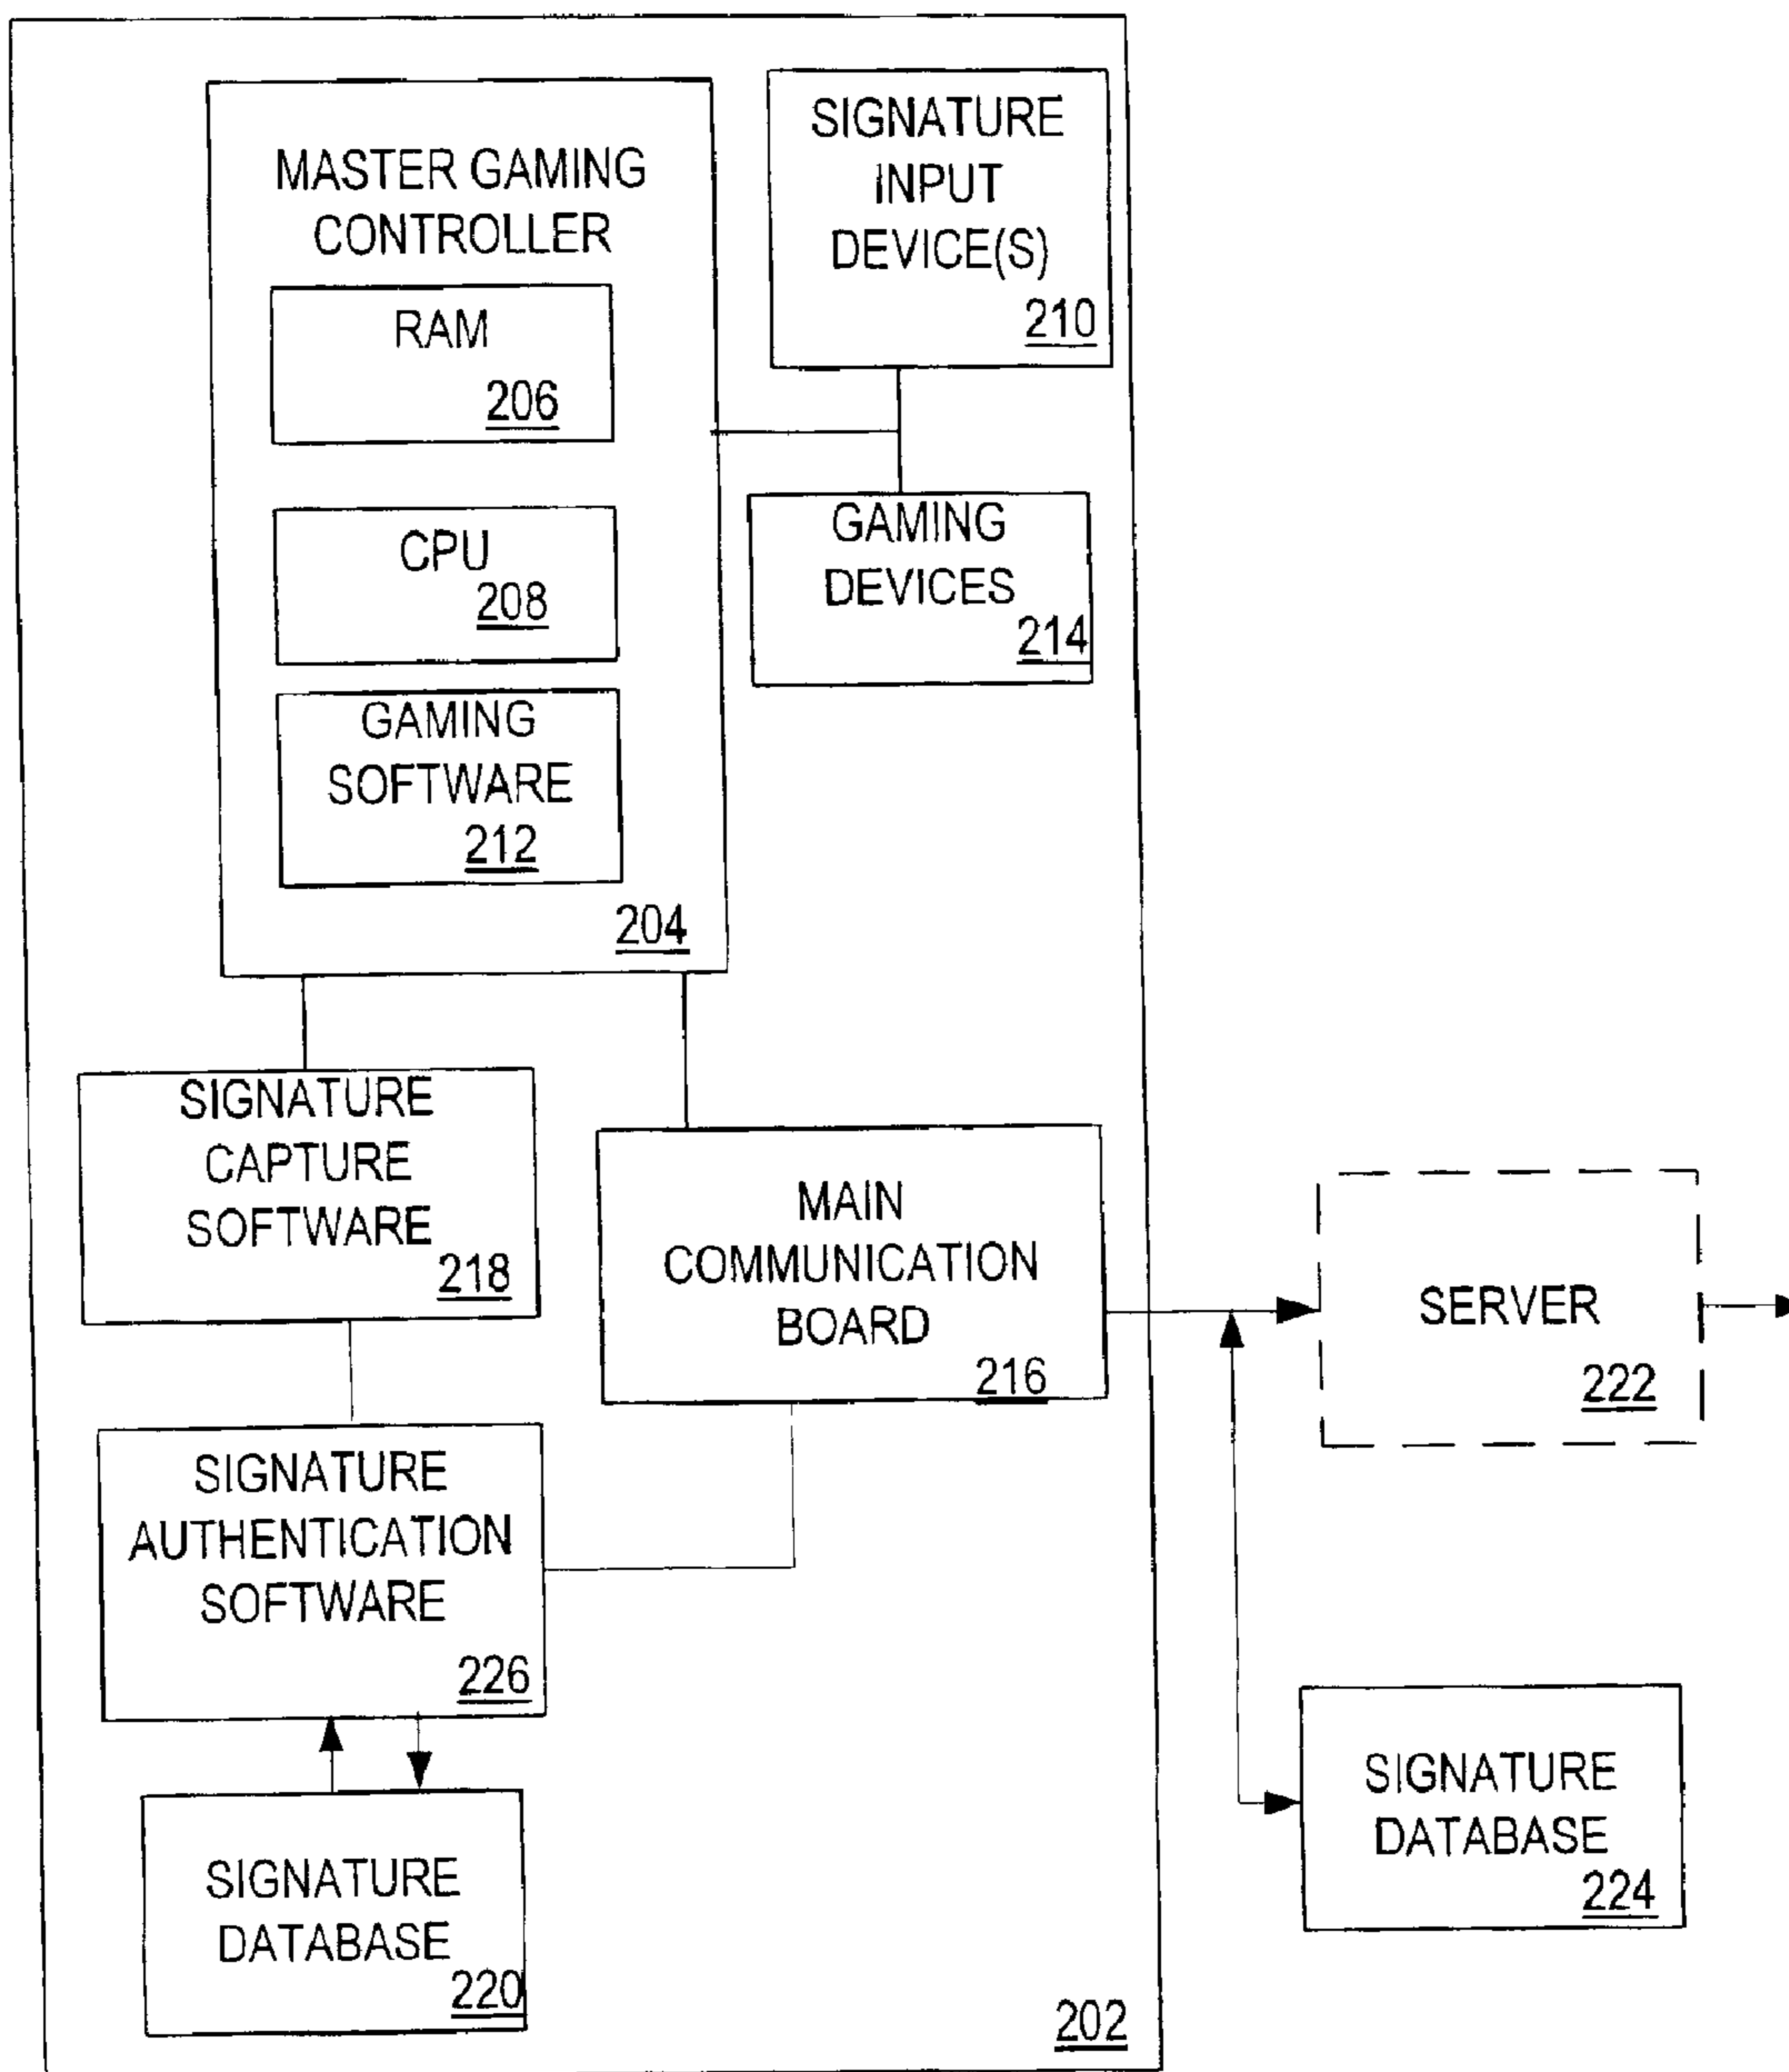 MASTER GAMING
CONTROLLER
RAM
206
CPU
208
GAMING
SOFTWARE
212
204
SIGNATURE
INPUT
DEVICE(S)
210
GAMING
DEVICES
214
SIGNATURE
CAPTURE
SOFTWARE
218
MAIN
COMMUNICATION
BOARD
216
SERVER
222
SIGNATURE
AUTHENTICATION
SOFTWARE
226
SIGNATURE
DATABASE
220
SIGNATURE
DATABASE
224
202